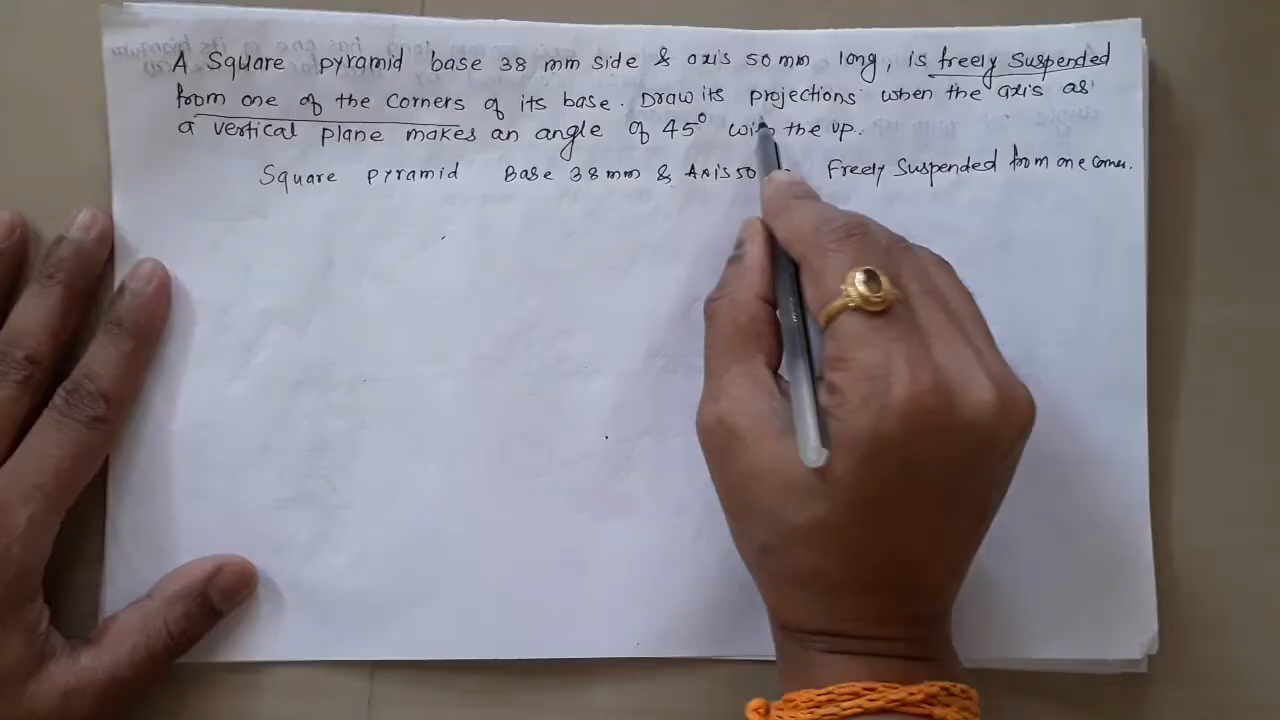 A Square pyramid base 38 mm side & axis 50 mm long, is freely suspended
from one of the corners of its base. Draw its projections when the axis as
a vertical plane makes an angle of 45° with the VP.
Square pyramid Base 38mm & Axis 50 Freely suspended from one corner.